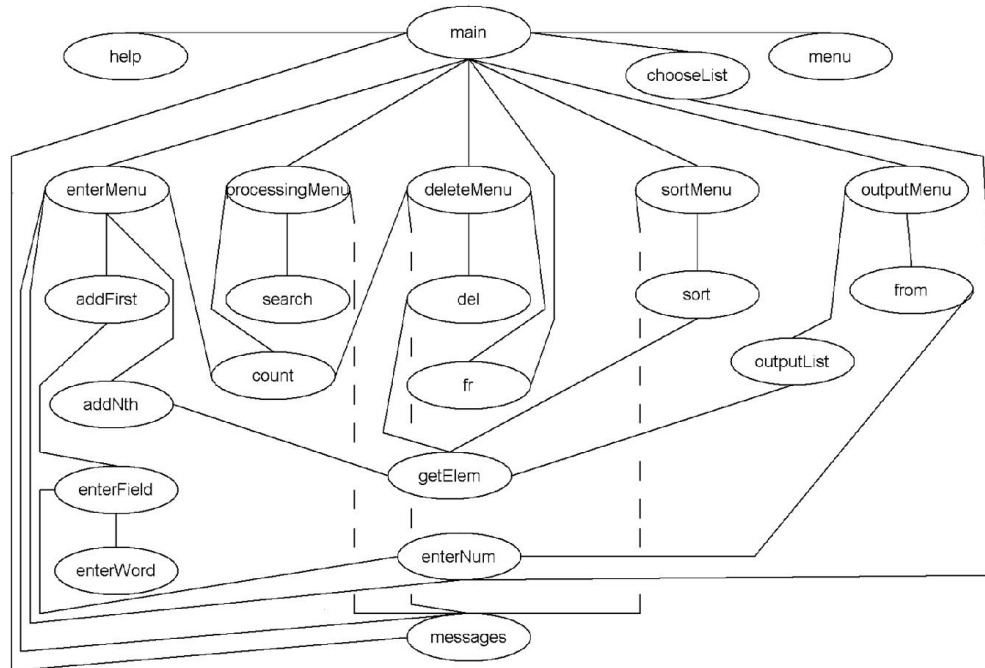 main
help
menu
chooseList
enterMenu
processingMenu
deleteMenu
sortMenu
outputMenu
addFirst
search
del
sort
from
count
outputList
fr
addNth
getElem
enterField
enterNum
enterWord
messages